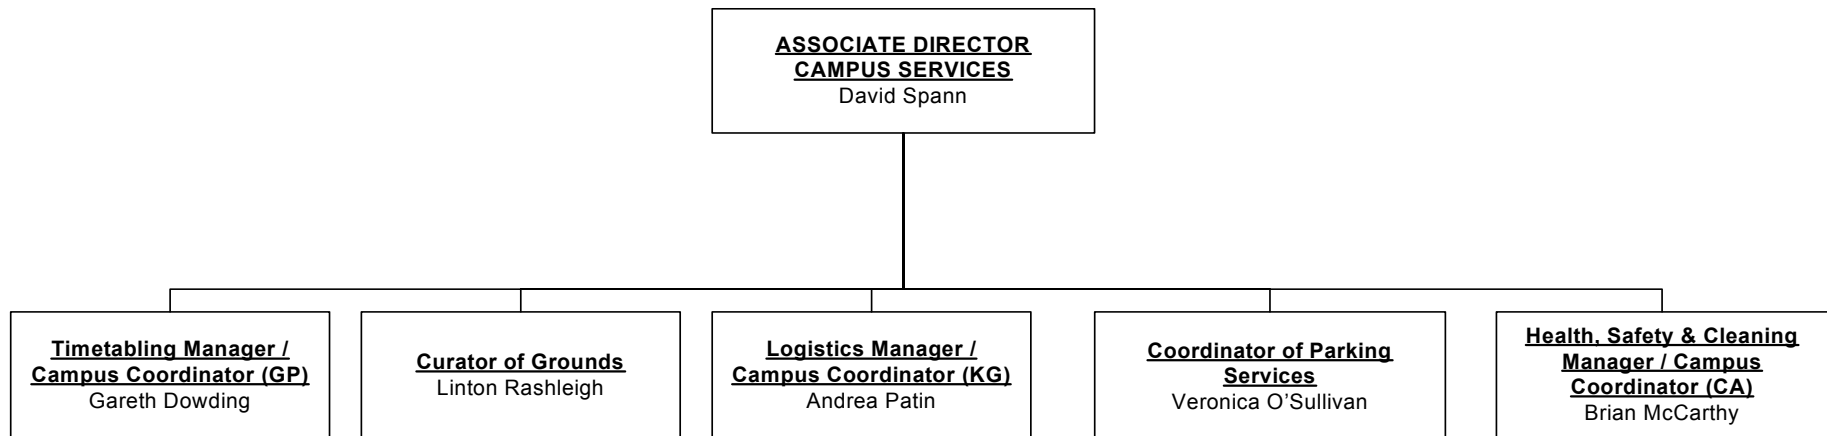 ASSOCIATE DIRECTOR
CAMPUS SERVICES
David Spann
Timetabling Manager /
Campus Coordinator (GP)
Gareth Dowding
Curator of Grounds
Linton Rashleigh
Logistics Manager /
Campus Coordinator (KG)
Andrea Patin
Coordinator of Parking
Services
Veronica O’Sullivan
Health, Safety & Cleaning
Manager / Campus
Coordinator (CA)
Brian McCarthy